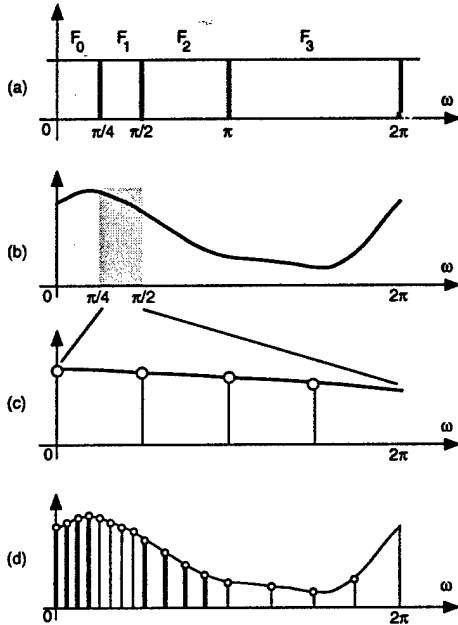 F₀ F₁ F₂ F₃
(a)
ω
0 π/4 π/2 π 2π
(b)
ω
0 π/4 π/2 2π
(c)
ω
0 2π
(d)
ω
0 2π